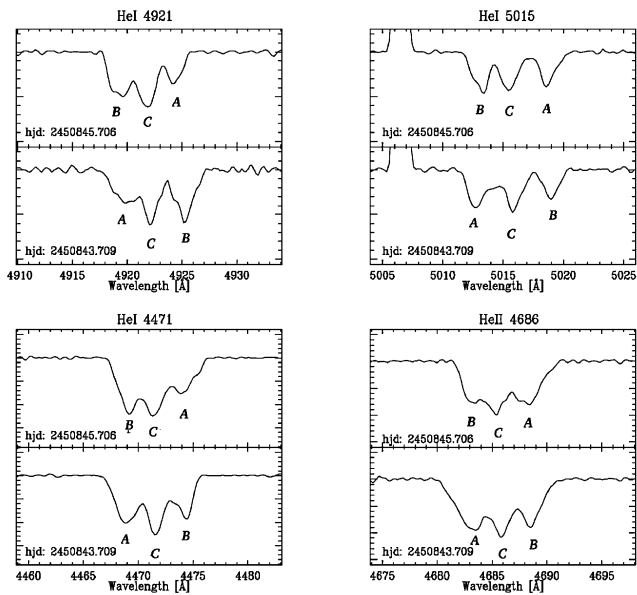 HeI 4921
B
C
A
hjd: 2450845.706
A
C
B
hjd: 2450843.709
4910 4915 4920 4925 4930
Wavelength [Å]
HeI 5015
B
C
A
hjd: 2450845.706
A
C
B
hjd: 2450843.709
5005 5010 5015 5020 5025
Wavelength [Å]
HeI 4471
B
C
A
hjd: 2450845.706
A
C
B
hjd: 2450843.709
4460 4465 4470 4475 4480
Wavelength [Å]
HeII 4686
B
C
A
hjd: 2450845.706
A
C
B
hjd: 2450843.709
4675 4680 4685 4690 4695
Wavelength [Å]